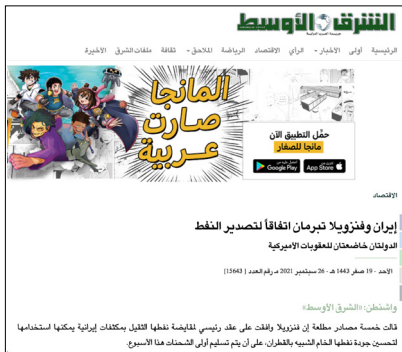 الشرق الأوسط
جريدة العرب الدولية
الرئيسية أولى الأخبار الرأي الاقتصاد الرياضة الملاحق ثقافة ملفات الشرق الأخيرة
المانجا
صارت
عربية
حمّل التطبيق الآن
مانجا للصغار
Google Play App Store
الاقتصاد
إيران وفنزويلا تبرمان اتفاقاً لتصدير النفط
الدولتان خاضعتان للعقوبات الأميركية
الأحد - 19 صفر 1443 هـ - 26 سبتمبر 2021 مـ رقم العدد [15643]
واشنطن: «الشرق الأوسط»
قالت خمسة مصادر مطلعة إن فنزويلا وافقت على عقد رئيسي لمقايضة نفطها الثقيل بمكثفات إيرانية يمكنها استخدامها
لتحسين جودة نفطها الخام الشبيه بالقطران، على أن يتم تسليم أولى الشحنات هذا الأسبوع.